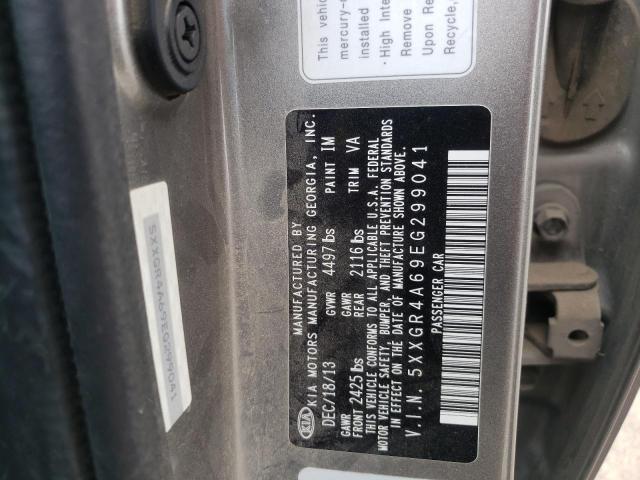 This vehicle
mercury-
installed
· High Inte
Remove
Upon Re
Recycle,
KIA
MANUFACTURED BY
KIA MOTORS MANUFACTURING GEORGIA, INC.
DEC/18/13 GVWR 4497 lbs PAINT IM
GAWR FRONT 2425 lbs GAWR REAR 2116 lbs TRIM VA
THIS VEHICLE CONFORMS TO ALL APPLICABLE U.S.A. FEDERAL
MOTOR VEHICLE SAFETY, BUMPER, AND THEFT PREVENTION STANDARDS
IN EFFECT ON THE DATE OF MANUFACTURE SHOWN ABOVE.
V.I.N. 5XXGR4A69EG299041
PASSENGER CAR
5XXGR4A69EG299041